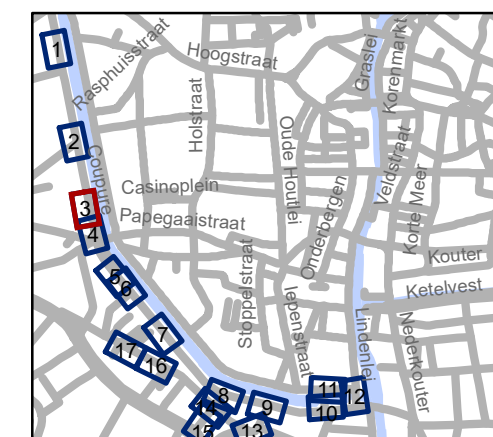 1
Rasphuisstraat
Hoogstraat
Graslei
Korenmarkt
2
Coupure
Holstraat
Oude Houtlei
Veldstraat
Casinoplein
3
Papegaaistraat
4
Onderbergen
Korte Meer
Kouter
Stoppelstraat
5
6
Ketelvest
Iepenstraat
Lindenlei
Nederkouter
7
17
16
8
11
12
14
9
10
15
13